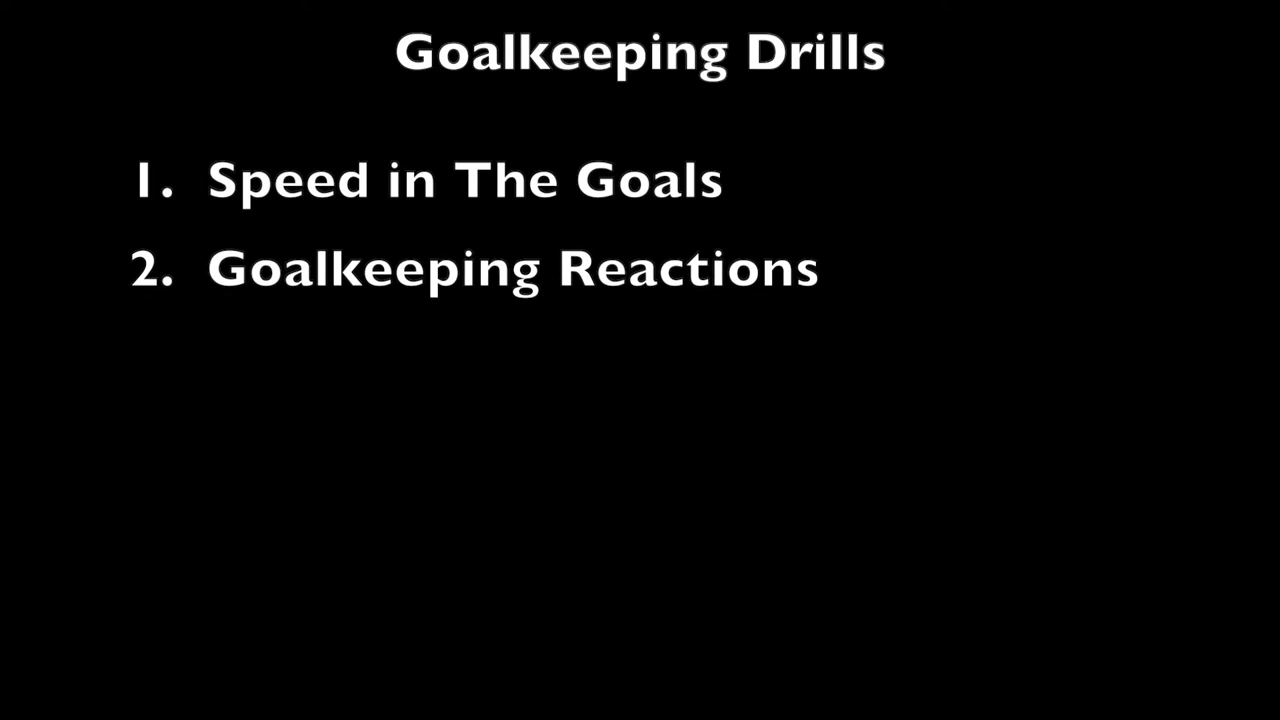 Goalkeeping Drills
1. Speed in The Goals
2. Goalkeeping Reactions